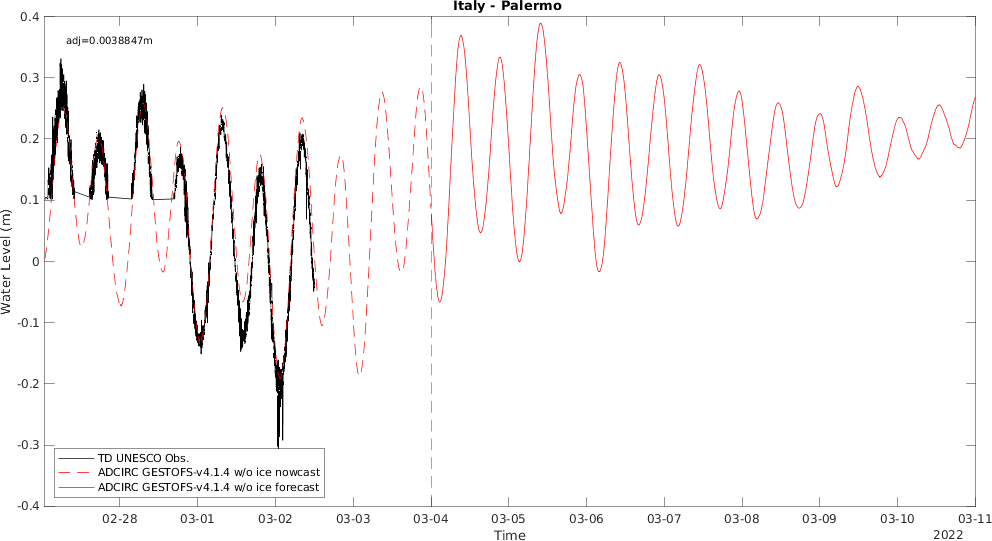 Italy - Palermo
adj=0.0038847m
0.4
0.3
0.2
0.1
0
-0.1
-0.2
-0.3
-0.4
Water Level (m)
TD UNESCO Obs.
ADCIRC GESTOFS-v4.1.4 w/o ice nowcast
ADCIRC GESTOFS-v4.1.4 w/o ice forecast
02-28 03-01 03-02 03-03 03-04 03-05 03-06 03-07 03-08 03-09 03-10 03-11
Time
2022